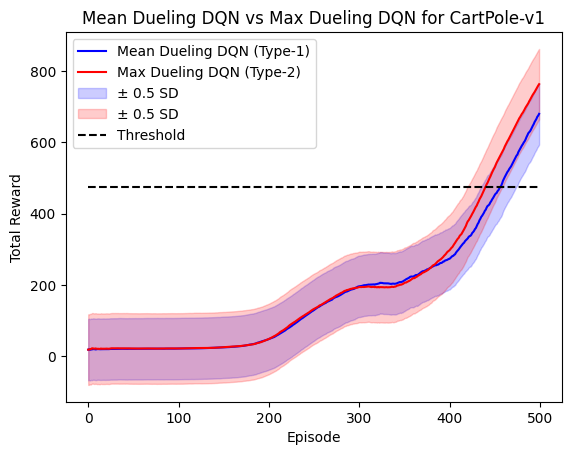 Mean Dueling DQN vs Max Dueling DQN for CartPole-v1
Mean Dueling DQN (Type-1)
Max Dueling DQN (Type-2)
± 0.5 SD
± 0.5 SD
Threshold
Total Reward
800
600
400
200
0
0 100 200 300 400 500
Episode